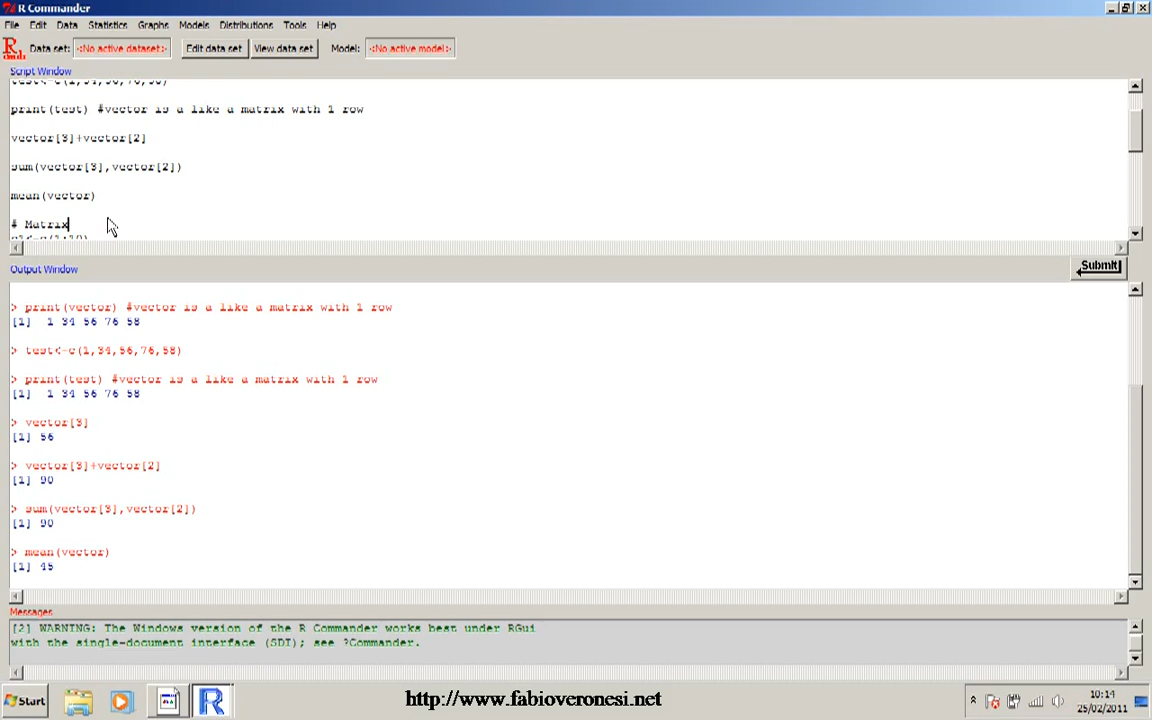 R Commander
File Edit Data Statistics Graphs Models Distributions Tools Help
Data set: <No active dataset> Edit data set View data set Model: <No active model>
Script Window
test<-c(1,34,56,76,58)
print(test) #vector is a like a matrix with 1 row
vector[3]+vector[2]
sum(vector[3],vector[2])
mean(vector)
# Matrix
Output Window
Submit
> print(vector) #vector is a like a matrix with 1 row
[1] 1 34 56 76 58
> test<-c(1,34,56,76,58)
> print(test) #vector is a like a matrix with 1 row
[1] 1 34 56 76 58
> vector[3]
[1] 56
> vector[3]+vector[2]
[1] 90
> sum(vector[3],vector[2])
[1] 90
> mean(vector)
[1] 45
Messages
[2] WARNING: The Windows version of the R Commander works best under RGui
with the single-document interface (SDI); see ?Commander.
Start
http://www.fabioveronesi.net
10:14
25/02/2011